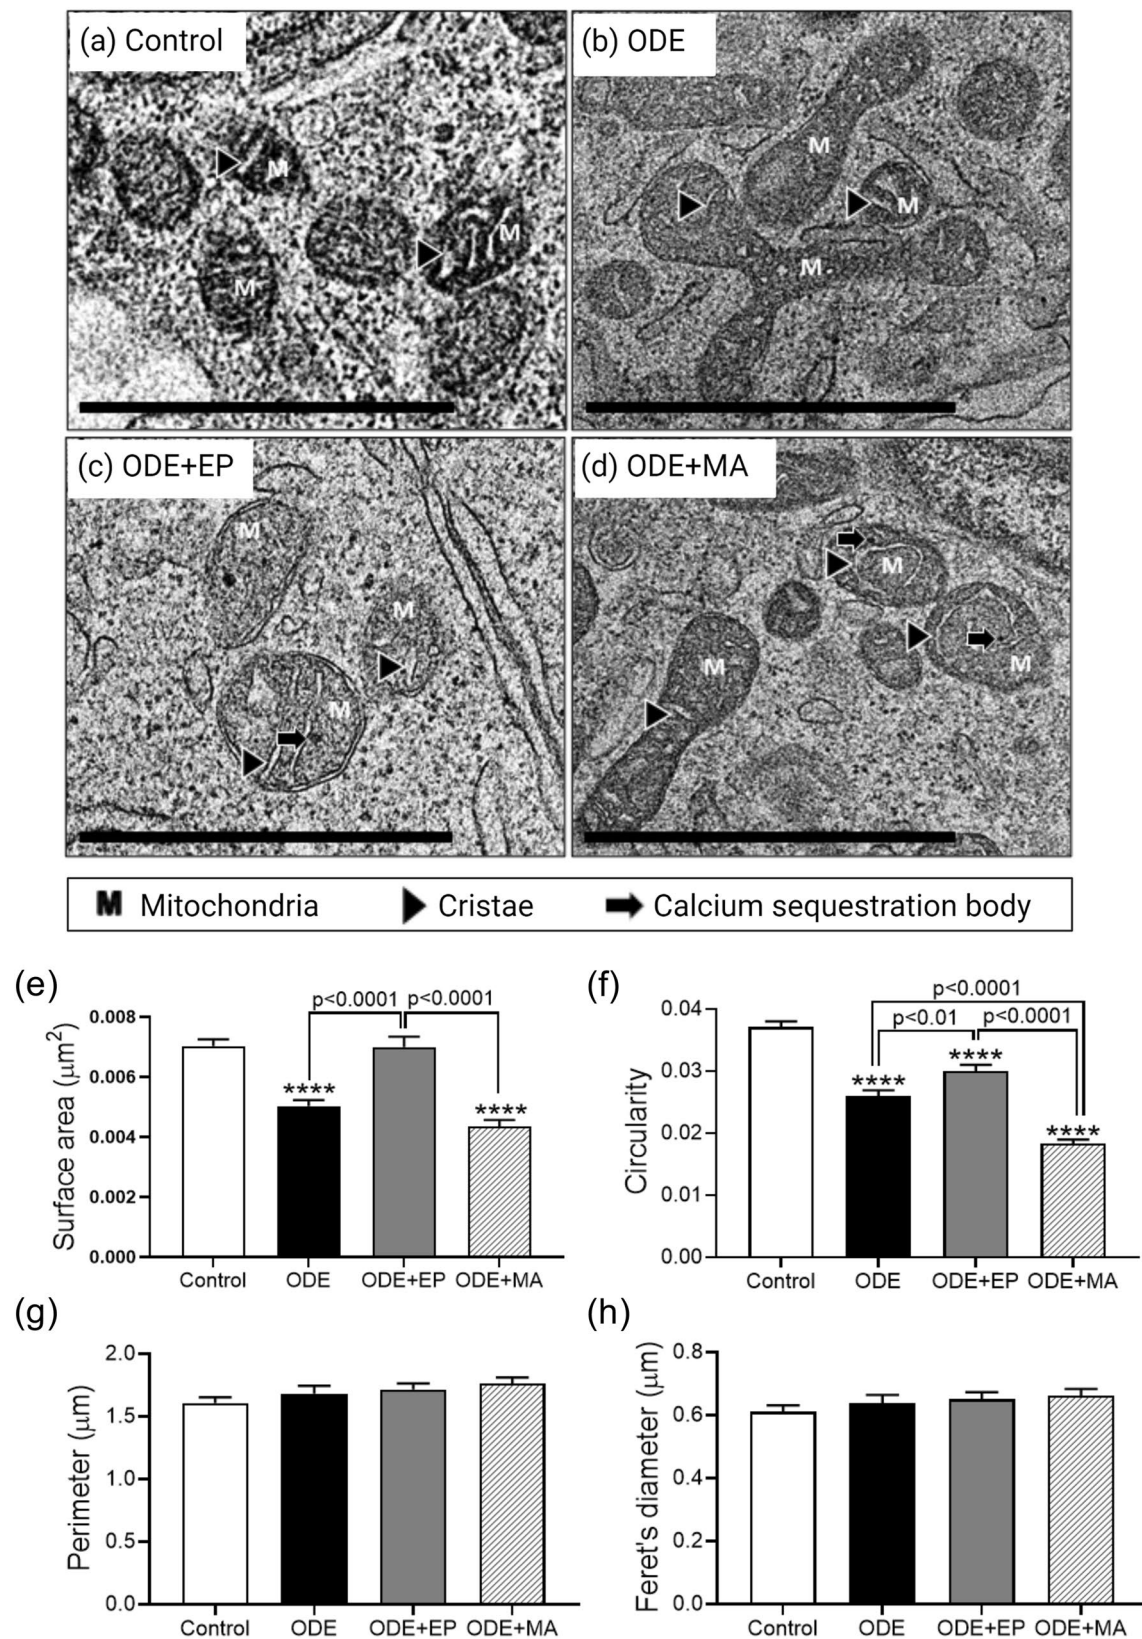 (a) Control
(b) ODE
M
M
M
M
M
M
M
(c) ODE+EP
(d) ODE+MA
M
M
M
M
M
M
M Mitochondria
Cristae
Calcium sequestration body
(e)
Surface area (μm²)
0.008
0.006
0.004
0.002
0.000
p<0.0001
p<0.0001
****
****
Control
ODE
ODE+EP
ODE+MA
(f)
Circularity
0.04
0.03
0.02
0.01
0.00
p<0.0001
p<0.01
p<0.0001
****
****
****
Control
ODE
ODE+EP
ODE+MA
(g)
Perimeter (μm)
2.0
1.5
1.0
0.5
0.0
Control
ODE
ODE+EP
ODE+MA
(h)
Feret's diameter (μm)
0.8
0.6
0.4
0.2
0.0
Control
ODE
ODE+EP
ODE+MA